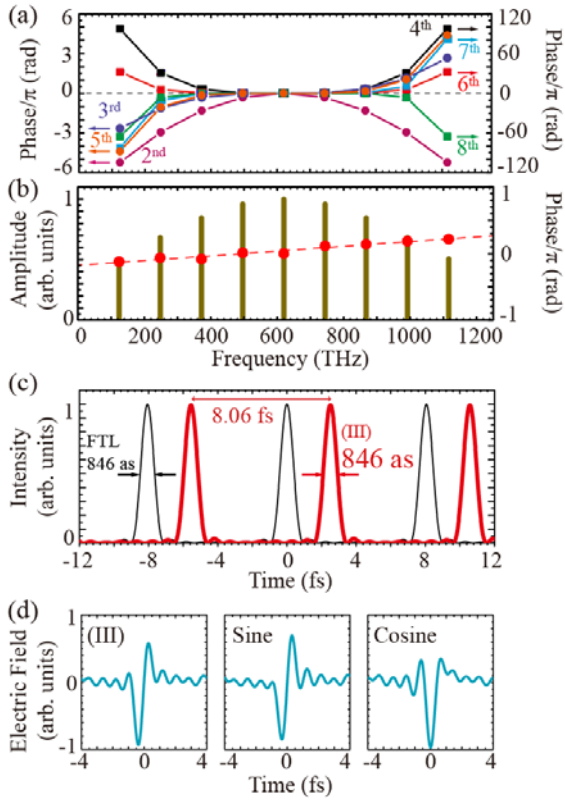 (a)
6
3
0
-3
-6
Phase/π (rad)
120
60
0
-60
-120
Phase/π (rad)
4th
7th
6th
3rd
5th
2nd
8th
(b)
1
0
Amplitude
(arb. units)
1
0
-1
Phase/π (rad)
0 200 400 600 800 1000 1200
Frequency (THz)
(c)
1
0
Intensity
(arb. units)
8.06 fs
FTL
846 as
(III)
846 as
-12 -8 -4 0 4 8 12
Time (fs)
(d)
1
0
-1
Electric Field
(arb. units)
(III) Sine Cosine
-4 0 4 -4 0 4 -4 0 4
Time (fs) Time (fs)